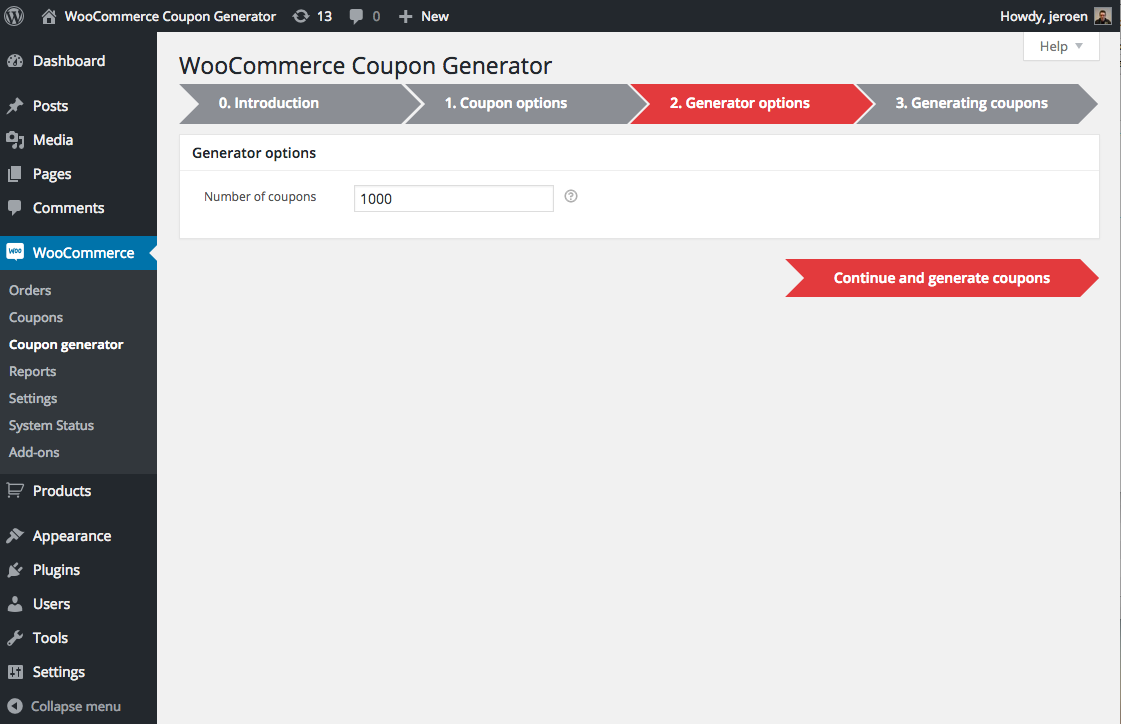 WooCommerce Coupon Generator 13 0 New Howdy, jeroen
Help
Dashboard
Posts
Media
Pages
Comments
WOO WooCommerce
Orders
Coupons
Coupon generator
Reports
Settings
System Status
Add-ons
Products
Appearance
Plugins
Users
Tools
Settings
Collapse menu
WooCommerce Coupon Generator
0. Introduction 1. Coupon options 2. Generator options 3. Generating coupons
Generator options
Number of coupons 1000 ?
Continue and generate coupons